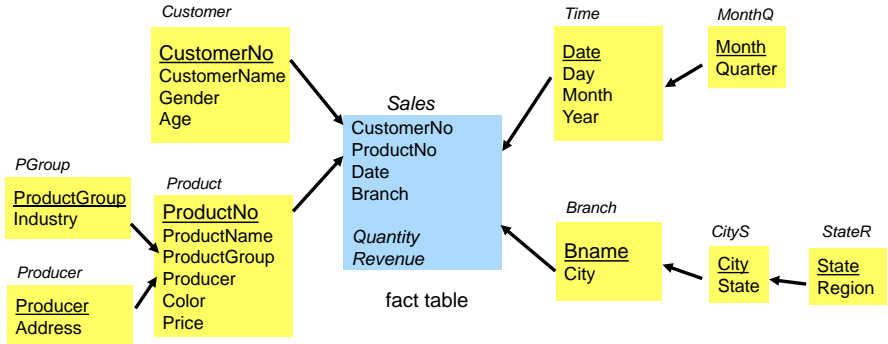 Customer
CustomerNo
CustomerName
Gender
Age
Sales
CustomerNo
ProductNo
Date
Branch
Quantity
Revenue
fact table
Time
Date
Day
Month
Year
MonthQ
Month
Quarter
PGroup
ProductGroup
Industry
Producer
Producer
Address
Product
ProductNo
ProductName
ProductGroup
Producer
Color
Price
Branch
Bname
City
CityS
City
State
StateR
State
Region